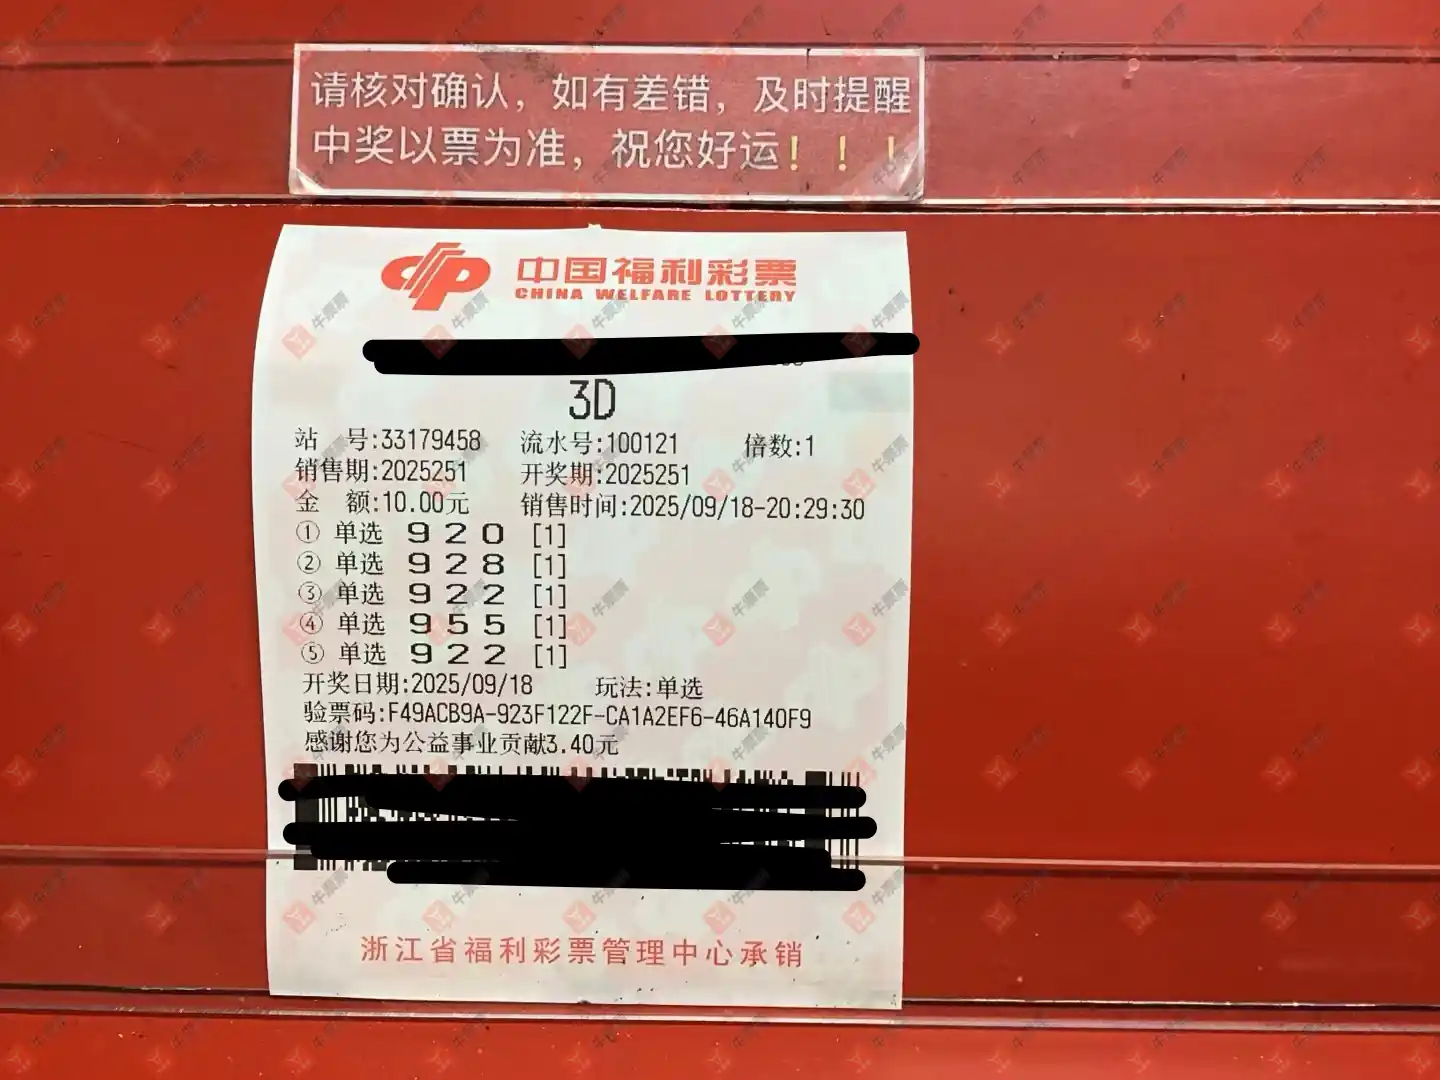 请核对确认，如有差错，及时提醒
中奖以票为准，祝您好运！！！
中国福利彩票
CHINA WELFARE LOTTERY
3D
站 号:33179458 流水号:100121 倍数:1
销售期:2025251 开奖期:2025251
金 额:10.00元 销售时间:2025/09/18-20:29:30
① 单选 9 2 0 [1]
② 单选 9 2 8 [1]
③ 单选 9 2 2 [1]
④ 单选 9 5 5 [1]
⑤ 单选 9 2 2 [1]
开奖日期:2025/09/18 玩法:单选
验票码:F49ACB9A-923F122F-CA1A2EF6-46A140F9
感谢您为公益事业贡献3.40元
浙江省福利彩票管理中心承销
牛票票